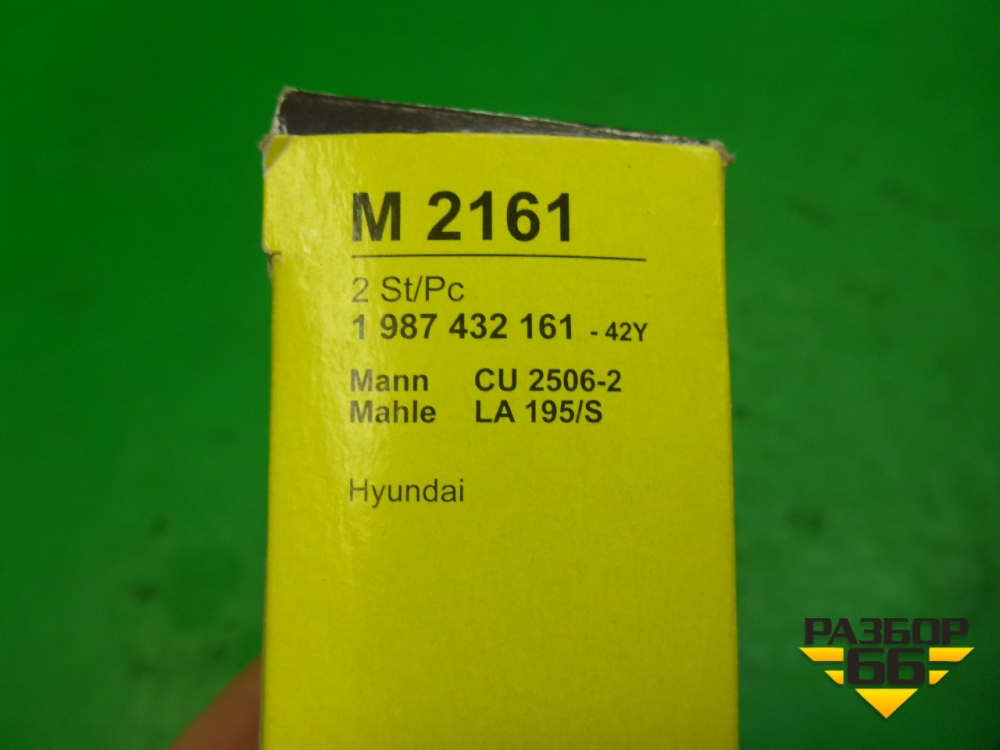 M 2161
2 St/Pc
1 987 432 161 - 42Y
Mann CU 2506-2
Mahle LA 195/S
Hyundai
РАЗБОР
66